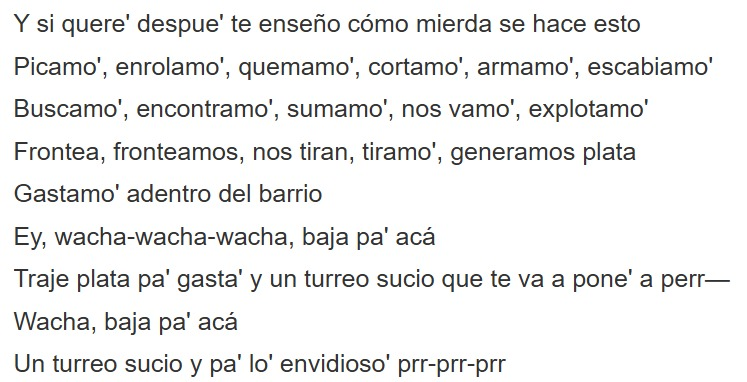 Y si quere' despue' te enseño cómo mierda se hace esto
Picamo', enrolamo', quemamo', cortamo', armamo', escabiamo'
Buscamo', encontramo', sumamo', nos vamo', explotamo'
Frontea, fronteamos, nos tiran, tiramo', generamos plata
Gastamo' adentro del barrio
Ey, wacha-wacha-wacha, baja pa' acá
Traje plata pa' gasta' y un turreo sucio que te va a pone' a perr—
Wacha, baja pa' acá
Un turreo sucio y pa' lo' envidioso' prr-prr-prr